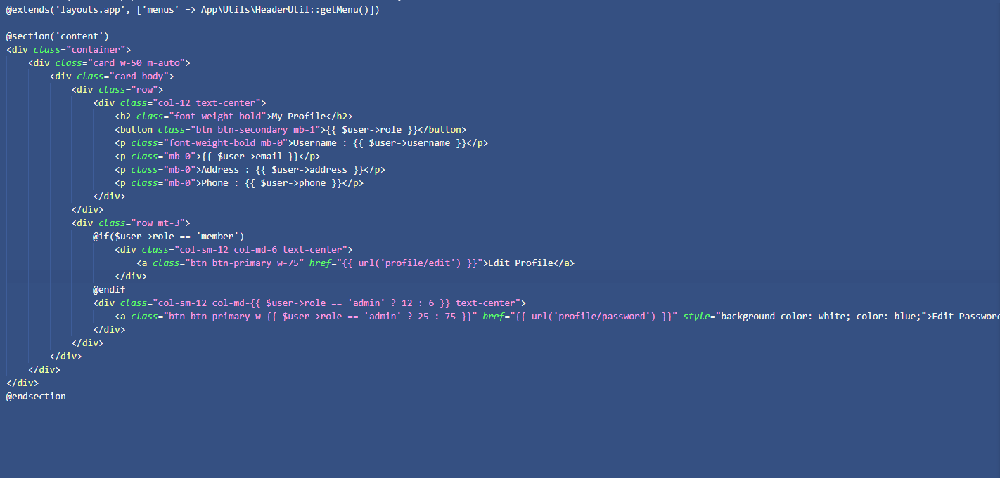 @extends('layouts.app', ['menus' => App\Utils\HeaderUtil::getMenu()])
@section('content')
<div class="container">
<div class="card w-50 m-auto">
<div class="card-body">
<div class="row">
<div class="col-12 text-center">
<h2 class="font-weight-bold">My Profile</h2>
<button class="btn btn-secondary mb-1">{{ $user->role }}</button>
<p class="font-weight-bold mb-0">Username : {{ $user->username }}</p>
<p class="mb-0">{{ $user->email }}</p>
<p class="mb-0">Address : {{ $user->address }}</p>
<p class="mb-0">Phone : {{ $user->phone }}</p>
</div>
</div>
<div class="row mt-3">
@if($user->role == 'member')
<div class="col-sm-12 col-md-6 text-center">
<a class="btn btn-primary w-75" href="{{ url('profile/edit') }}">Edit Profile</a>
</div>
@endif
<div class="col-sm-12 col-md-{{ $user->role == 'admin' ? 12 : 6 }} text-center">
<a class="btn btn-primary w-{{ $user->role == 'admin' ? 25 : 75 }}" href="{{ url('profile/password') }}" style="background-color: white; color: blue;">Edit Passwor
</div>
</div>
</div>
</div>
</div>
@endsection